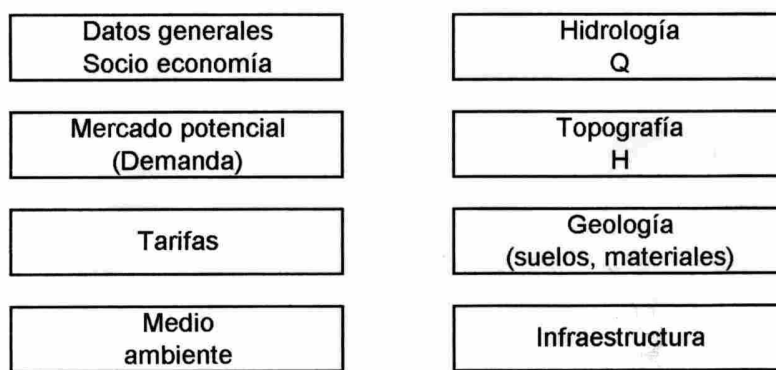 Datos generales
Socio economía
Hidrología
Q
Mercado potencial
(Demanda)
Topografía
H
Tarifas
Geología
(suelos, materiales)
Medio
ambiente
Infraestructura